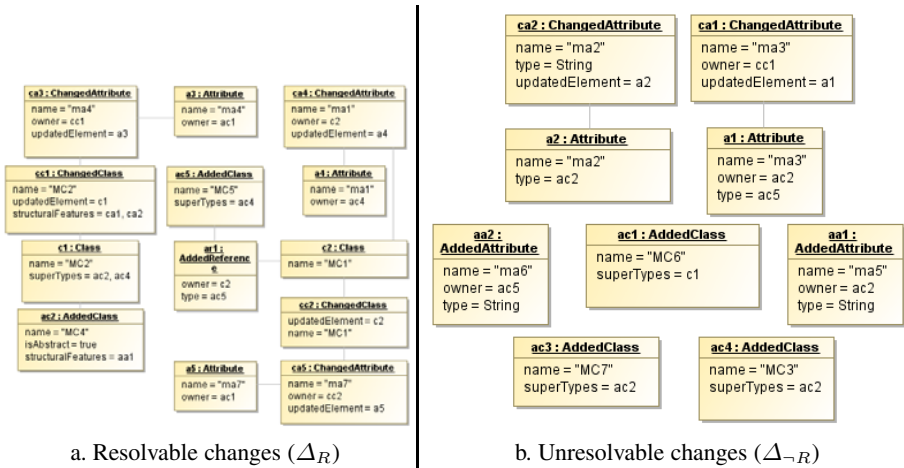 ca3 : ChangedAttribute
name = "ma4"
owner = cc1
updatedElement = a3
a3 : Attribute
name = "ma4"
owner = ac1
ca4 : ChangedAttribute
name = "ma1"
owner = c2
updatedElement = a4
cc1 : ChangedClass
name = "MC2"
updatedElement = c1
structuralFeatures = ca1, ca2
ac5 : AddedClass
name = "MC5"
superTypes = ac4
a4 : Attribute
name = "ma1"
owner = ac4
c1 : Class
name = "MC2"
superTypes = ac2, ac4
ar1 :
AddedReferenc
e
owner = c2
type = ac5
c2 : Class
name = "MC1"
ac2 : AddedClass
name = "MC4"
isAbstract = true
structuralFeatures = aa1
cc2 : ChangedClass
updatedElement = c2
name = "MC1"
a5 : Attribute
name = "ma7"
owner = ac1
ca5 : ChangedAttribute
name = "ma7"
owner = cc2
updatedElement = a5
a. Resolvable changes (Δ_R)
ca2 : ChangedAttribute
name = "ma2"
type = String
updatedElement = a2
ca1 : ChangedAttribute
name = "ma3"
owner = cc1
updatedElement = a1
a2 : Attribute
name = "ma2"
type = ac2
a1 : Attribute
name = "ma3"
owner = ac2
type = ac5
aa2 :
AddedAttribute
name = "ma6"
owner = ac5
type = String
ac1 : AddedClass
name = "MC6"
superTypes = c1
aa1 :
AddedAttribute
name = "ma5"
owner = ac2
type = String
ac3 : AddedClass
name = "MC7"
superTypes = ac2
ac4 : AddedClass
name = "MC3"
superTypes = ac2
b. Unresolvable changes (Δ_¬R)